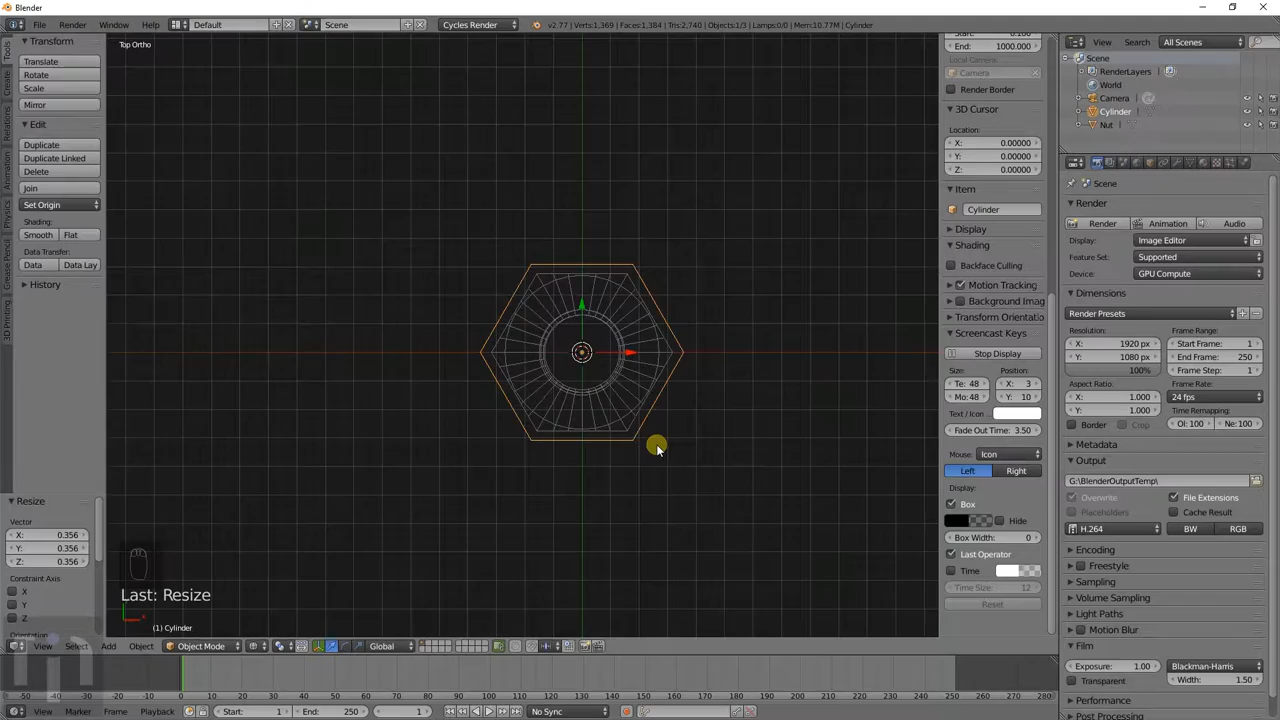 Blender
File Render Window Help Default Scene Cycles Render v2.77 | Verts:1,369 | Faces:1,384 | Tris:2,740 | Objects:1/3 | Lamps:0/0 | Mem:10.77M | Cylinder
Tools
Create
Relations
Animation
Physics
Grease Pencil
3D Printing
Transform
Translate
Rotate
Scale
Mirror
Edit
Duplicate
Duplicate Linked
Delete
Join
Set Origin
Shading:
Smooth Flat
Data Transfer:
Data Data Lay
History
Resize
Vector
X: 0.356
Y: 0.356
Z: 0.356
Constraint Axis
X
Y
Z
Orientation
Top Ortho
Last: Resize
(1) Cylinder
View Select Add Object Object Mode Global
End: 1000.000
Local Camera:
Camera
Render Border
3D Cursor
Location:
X: 0.00000
Y: 0.00000
Z: 0.00000
Item
Cylinder
Display
Shading
Backface Culling
Motion Tracking
Background Imag
Transform Orientatio
Screencast Keys
Stop Display
Size: Position:
Te: 48 X: 3
Mo:48 Y: 10
Text / Icon ...
Fade Out Time: 3.50
Mouse: Icon
Left Right
Display:
Box
Hide
Box Width: 0
Last Operator
Time
Time Size: 12
Reset
View Search All Scenes
Scene
RenderLayers
World
Camera
Cylinder
Nut
Scene
Render
Render Animation Audio
Display: Image Editor
Feature Set: Supported
Device: GPU Compute
Dimensions
Render Presets
Resolution: Frame Range:
X: 1920 px Start Frame: 1
Y: 1080 px End Frame: 250
100% Frame Step: 1
Aspect Ratio: Frame Rate:
X: 1.000 24 fps
Y: 1.000 Time Remapping:
Border Crop Ol: 100 Ne: 100
Metadata
Output
G:\BlenderOutputTemp\
Overwrite File Extensions
Placeholders Cache Result
H.264 BW RGB
Encoding
Freestyle
Sampling
Volume Sampling
Light Paths
Motion Blur
Film
Exposure: 1.00 Blackman-Harris
Transparent Width: 1.50
Performance
Post Processing
-50 -40 -30 -20 -10 0 10 20 30 40 50 60 70 80 90 100 110 120 130 140 150 160 170 180 190 200 210 220 230 240 250 260 270 280
View Marker Frame Playback Start: 1 End: 250 1 No Sync